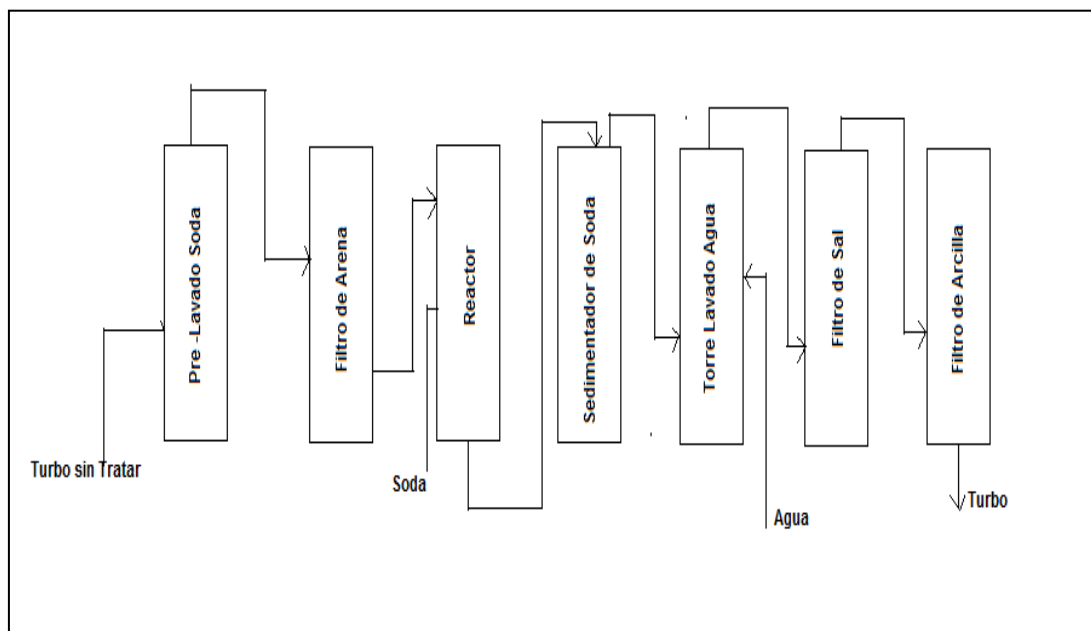 Turbo sin Tratar
Pre -Lavado Soda
Filtro de Arena
Soda
Reactor
Sedimentador de Soda
Torre Lavado Agua
Agua
Filtro de Sal
Filtro de Arcilla
Turbo